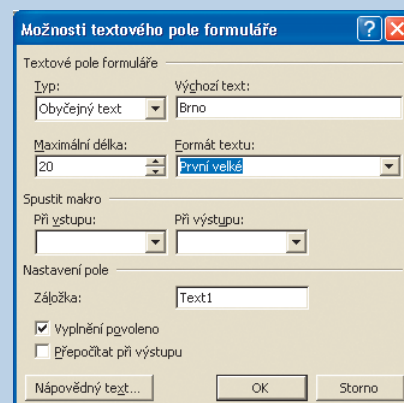 Možnosti textového pole formuláře
Textové pole formuláře
Typ: Výchozí text:
Obyčejný text Brno
Maximální délka: Formát textu:
20 První velké
Spustit makro
Při vstupu: Při výstupu:
Nastavení pole
Záložka: Text1
Vyplnění povoleno
Přepočítat při výstupu
Nápovědný text... OK Storno